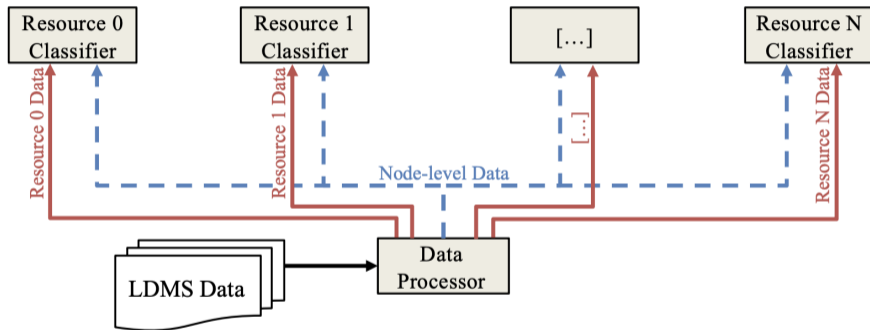 Resource 0
Classifier
Resource 1
Classifier
[...]
Resource N
Classifier
Resource 0 Data
Resource 1 Data
[...]
Resource N Data
Node-level Data
Data
Processor
LDMS Data